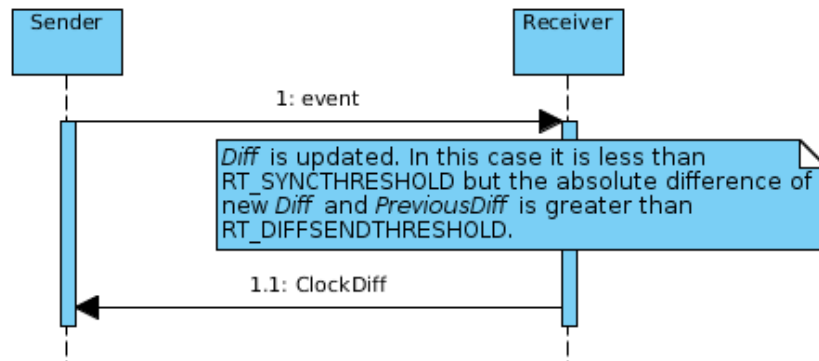 Sender
Receiver
1: event
Diff is updated. In this case it is less than
RT_SYNCTHRESHOLD but the absolute difference of
new Diff and PreviousDiff is greater than
RT_DIFFSENDTHRESHOLD.
1.1: ClockDiff